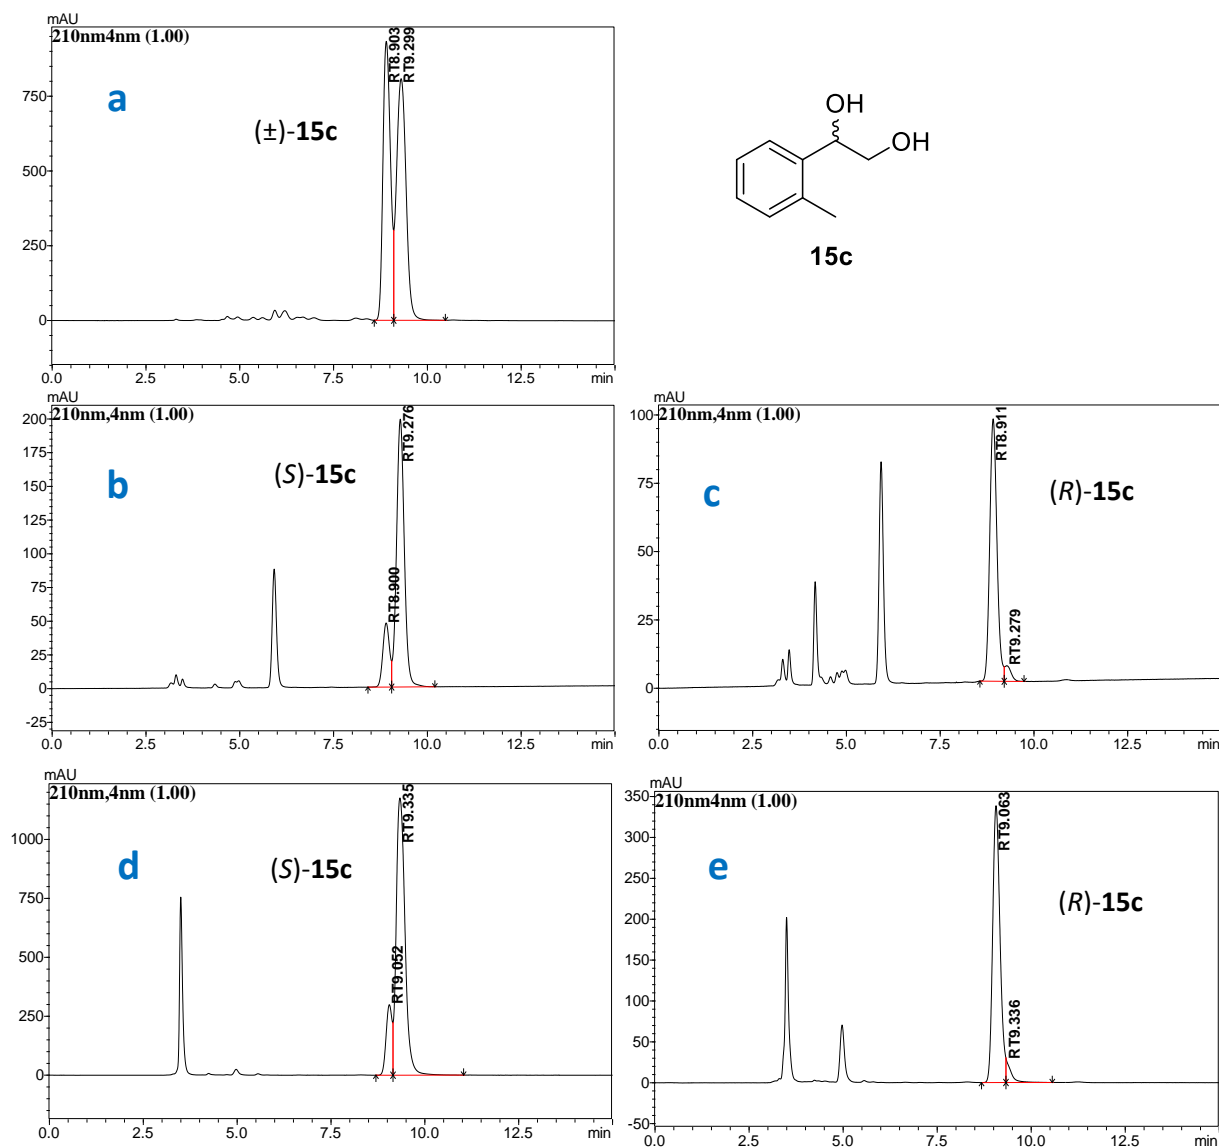 mAU
210nm4nm (1.00)
a
(±)-15c
RT8.903
RT9.299
750
500
250
0
0.0 2.5 5.0 7.5 10.0 12.5 min
OH
OH
15c
mAU
210nm,4nm (1.00)
b
(S)-15c
RT8.900
RT9.276
200
175
150
125
100
75
50
25
0
-25
0.0 2.5 5.0 7.5 10.0 12.5 min
mAU
210nm,4nm (1.00)
c
(R)-15c
RT8.911
RT9.279
100
75
50
25
0
0.0 2.5 5.0 7.5 10.0 12.5 min
mAU
210nm,4nm (1.00)
d
(S)-15c
RT9.052
RT9.335
1000
750
500
250
0
0.0 2.5 5.0 7.5 10.0 12.5 min
mAU
210nm4nm (1.00)
e
(R)-15c
RT9.063
RT9.336
350
300
250
200
150
100
50
0
-50
0.0 2.5 5.0 7.5 10.0 12.5 min